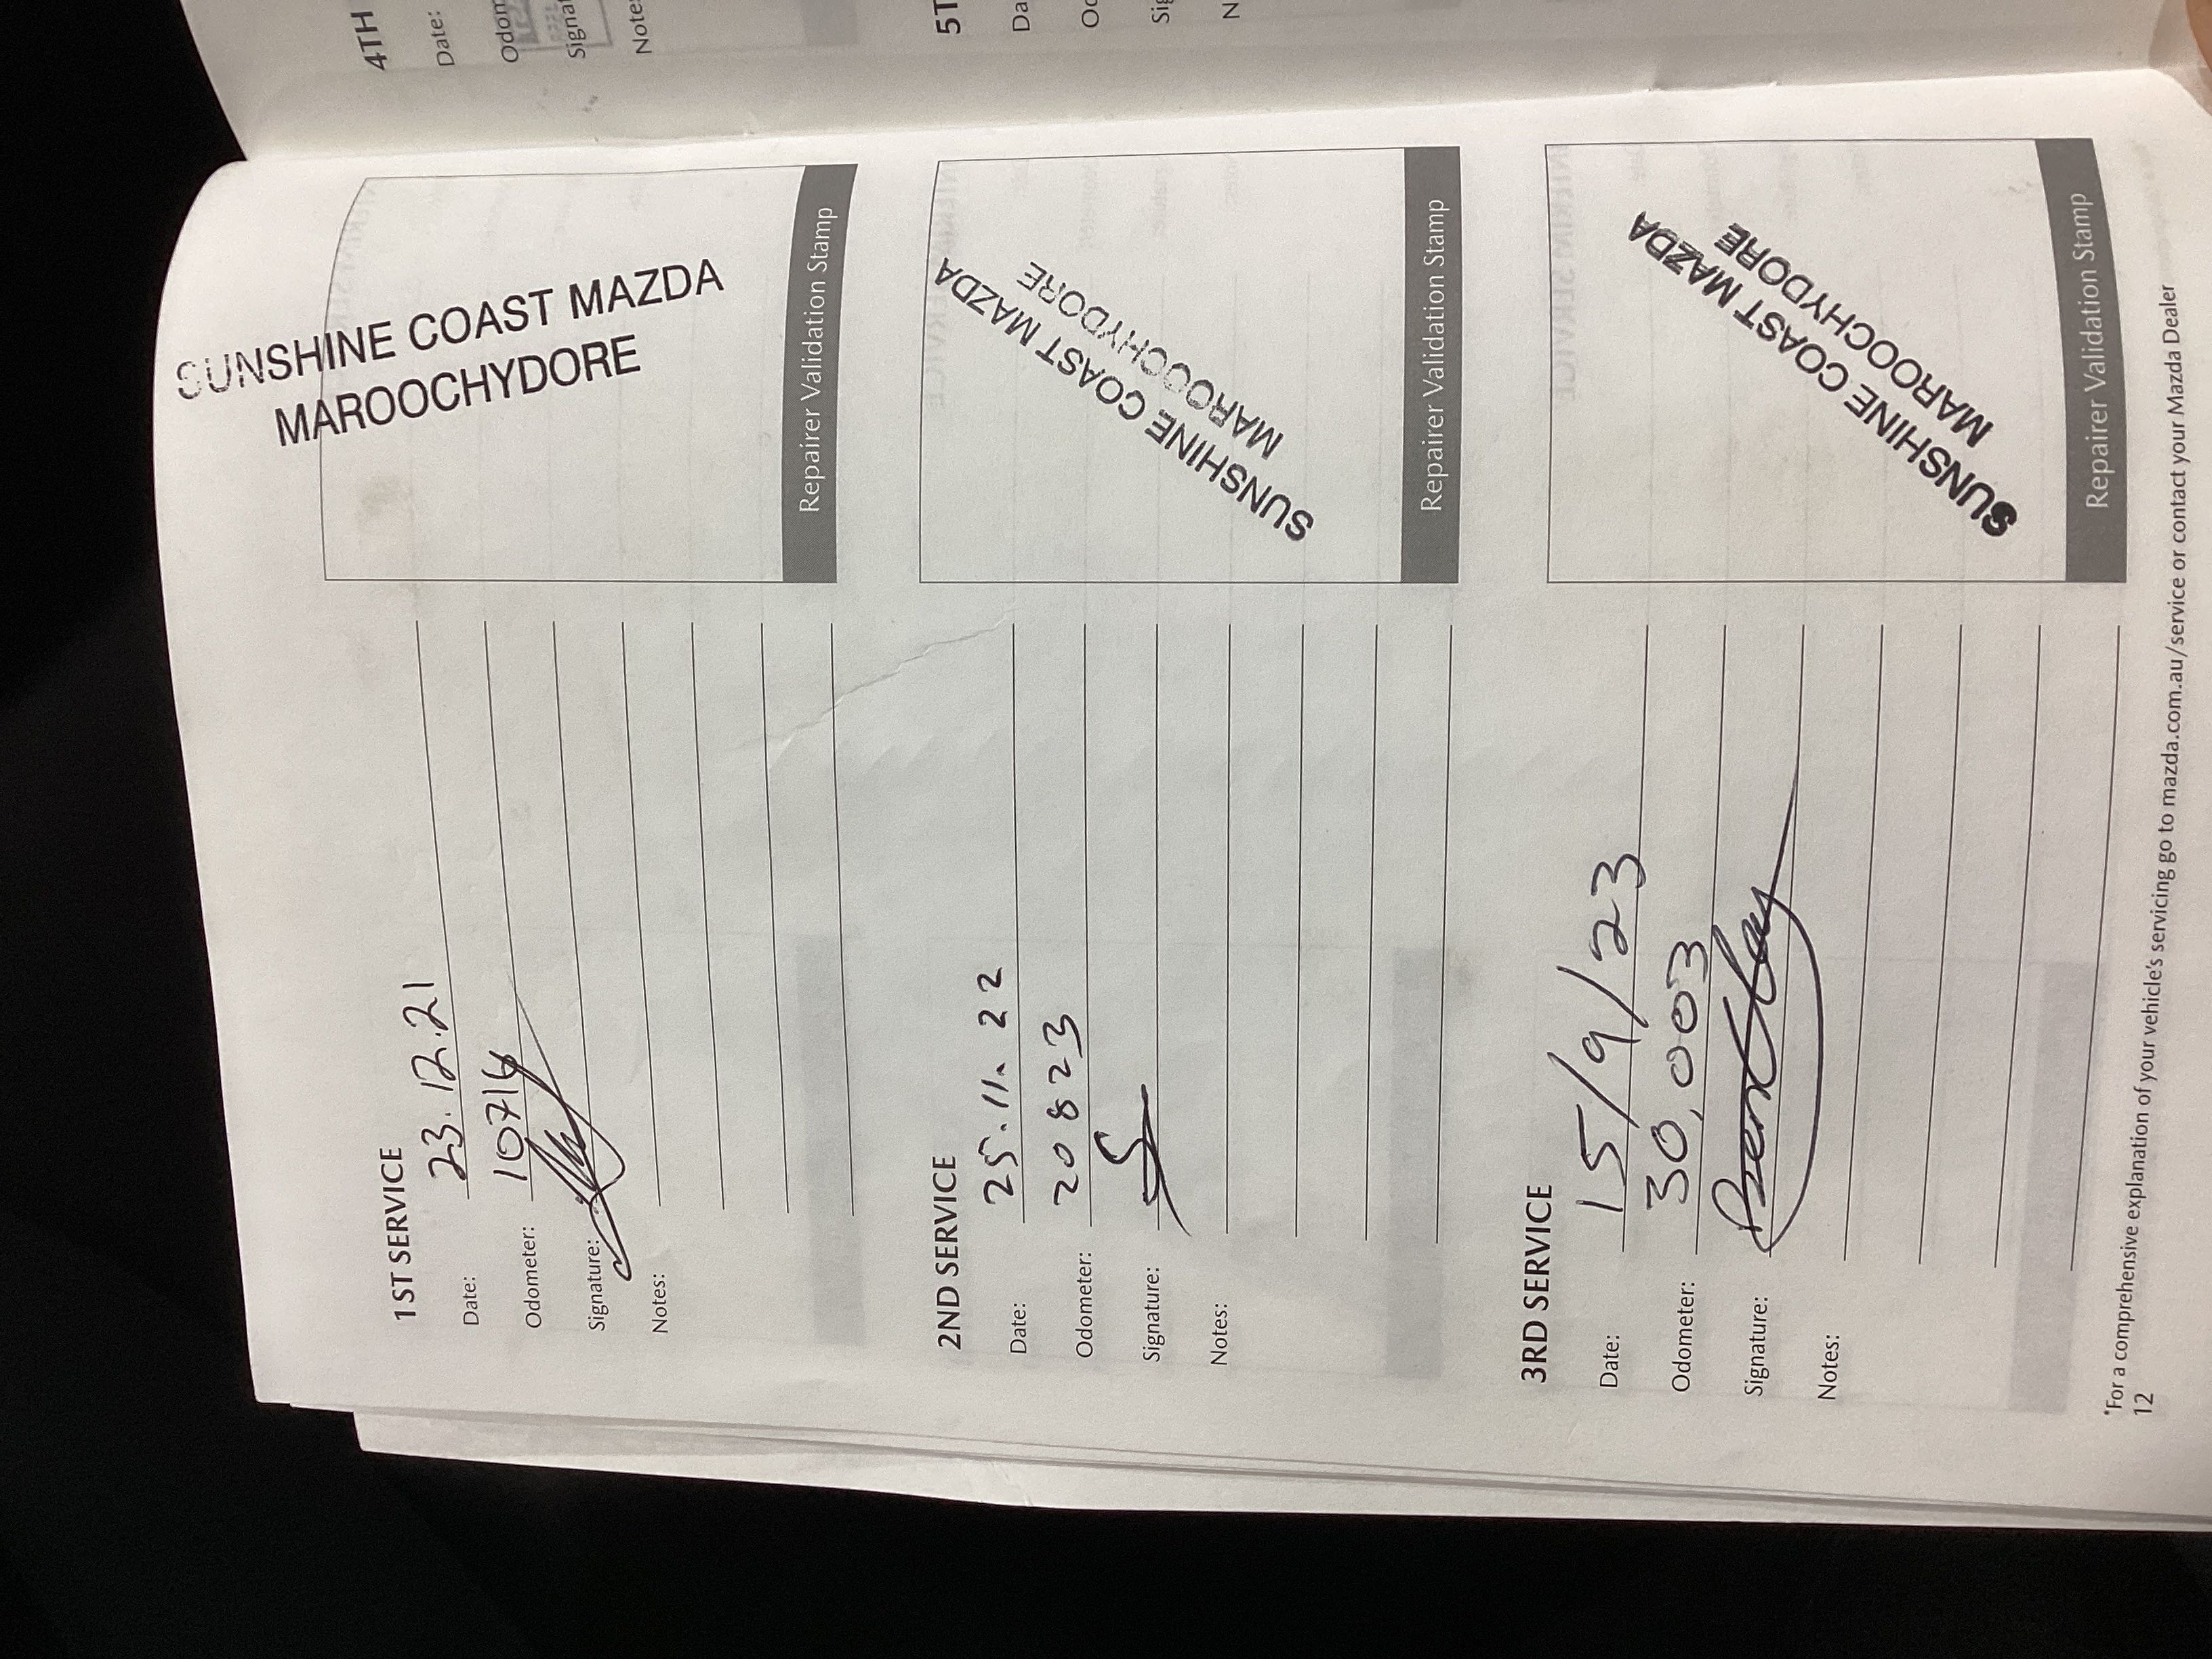 1ST SERVICE
Date: 23.12.21
Odometer: 10714
Signature:
Notes:
SUNSHINE COAST MAZDA
MAROOCHYDORE
Repairer Validation Stamp
2ND SERVICE
Date: 25.11.22
Odometer: 20823
Signature:
Notes:
SUNSHINE COAST MAZDA
MAROOCHYDORE
Repairer Validation Stamp
3RD SERVICE
Date: 15/9/23
Odometer: 30,003
Signature:
Notes:
SUNSHINE COAST MAZDA
MAROOCHYDORE
Repairer Validation Stamp
*For a comprehensive explanation of your vehicle's servicing go to mazda.com.au/service or contact your Mazda Dealer
12
4TH
Date: